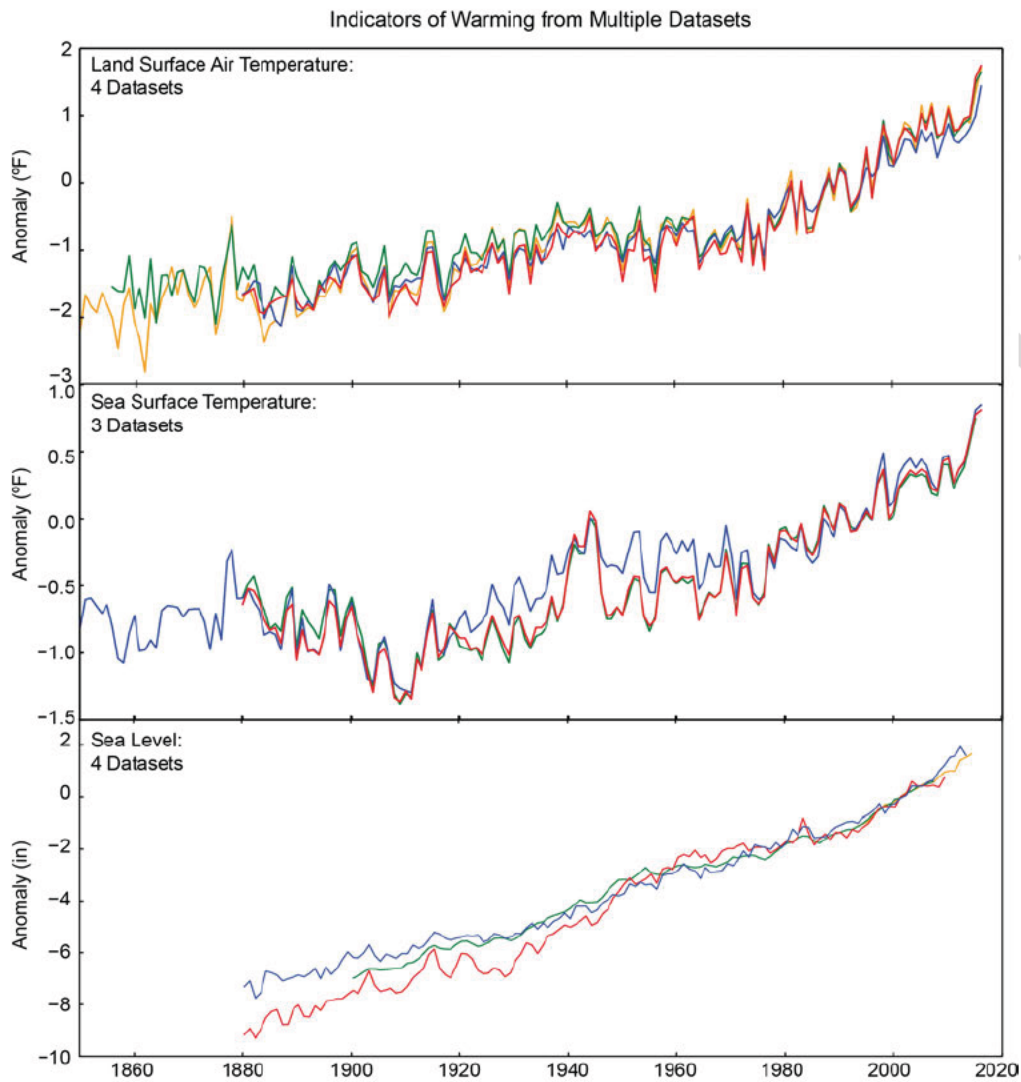 Indicators of Warming from Multiple Datasets
Land Surface Air Temperature:
4 Datasets
Anomaly (ºF)
2
1
0
−1
−2
−3
Sea Surface Temperature:
3 Datasets
Anomaly (ºF)
1.0
0.5
0.0
−0.5
−1.0
−1.5
Sea Level:
4 Datasets
Anomaly (in)
2
0
−2
−4
−6
−8
−10
1860 1880 1900 1920 1940 1960 1980 2000 2020